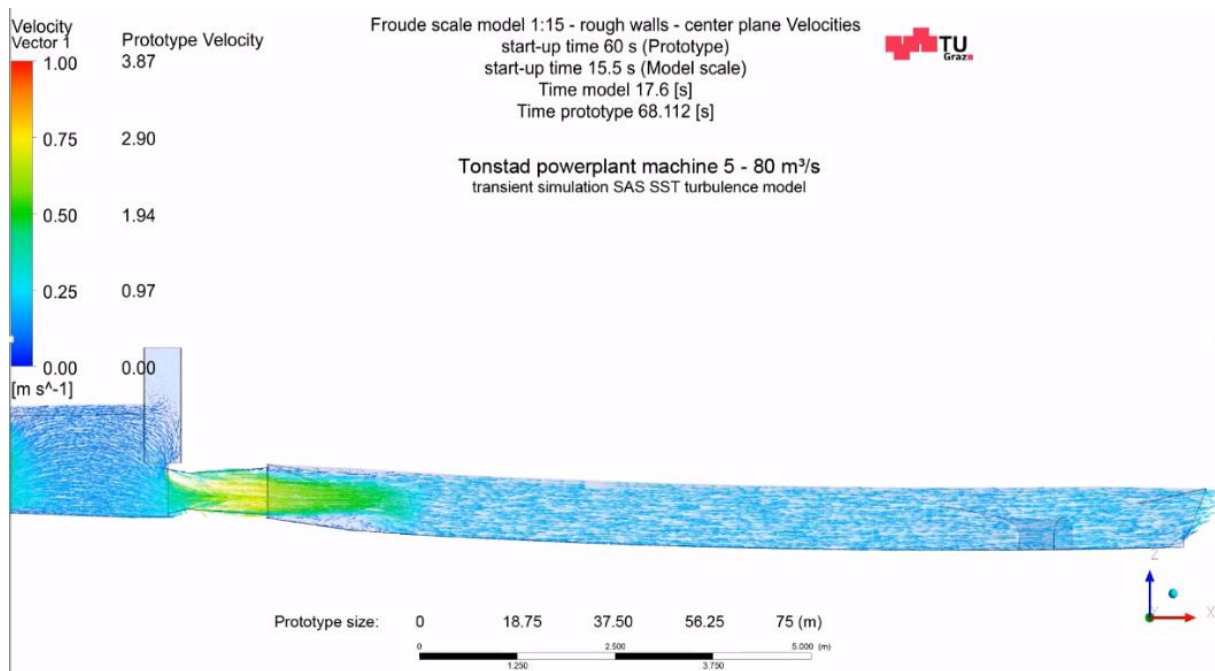 Velocity
Vector 1
Prototype Velocity
1.00 3.87
0.75 2.90
0.50 1.94
0.25 0.97
0.00 0.00
[m s^-1]
Froude scale model 1:15 - rough walls - center plane Velocities
start-up time 60 s (Prototype)
start-up time 15.5 s (Model scale)
Time model 17.6 [s]
Time prototype 68.112 [s]
TU
Graz
Tonstad powerplant machine 5 - 80 m³/s
transient simulation SAS SST turbulence model
Z
Y
X
Prototype size: 0 18.75 37.50 56.25 75 (m)
0 2.500 5.000 (m)
1.250 3.750